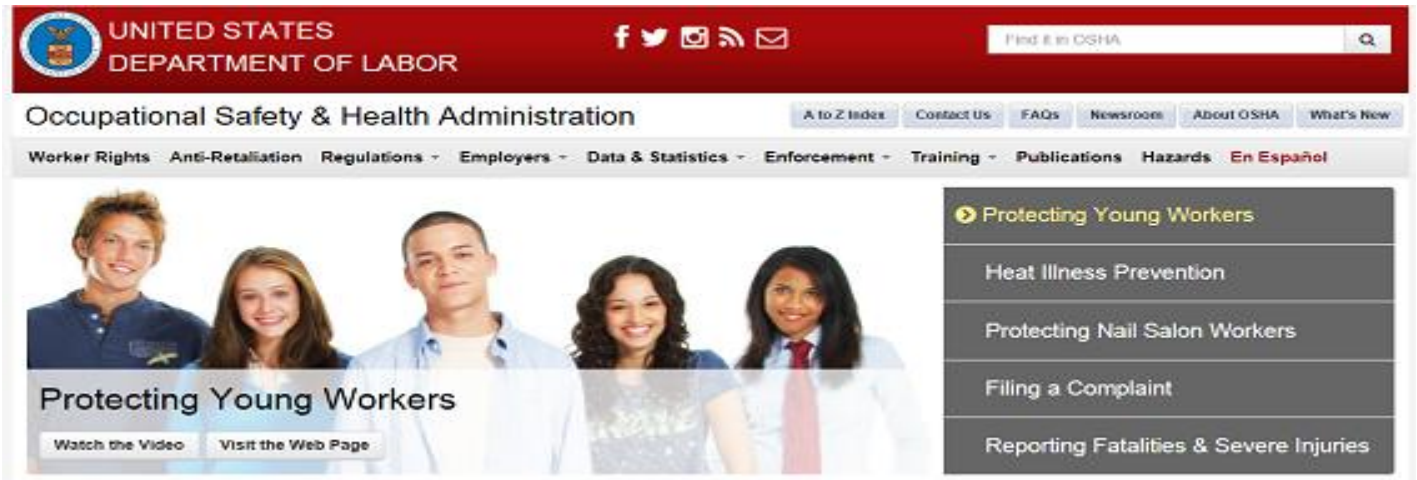 UNITED STATES
DEPARTMENT OF LABOR
Find it in OSHA
Occupational Safety & Health Administration
A to Z Index Contact Us FAQs Newsroom About OSHA What's New
Worker Rights Anti-Retaliation Regulations Employers Data & Statistics Enforcement Training Publications Hazards En Español
Protecting Young Workers
Heat Illness Prevention
Protecting Nail Salon Workers
Filing a Complaint
Reporting Fatalities & Severe Injuries
Protecting Young Workers
Watch the Video Visit the Web Page